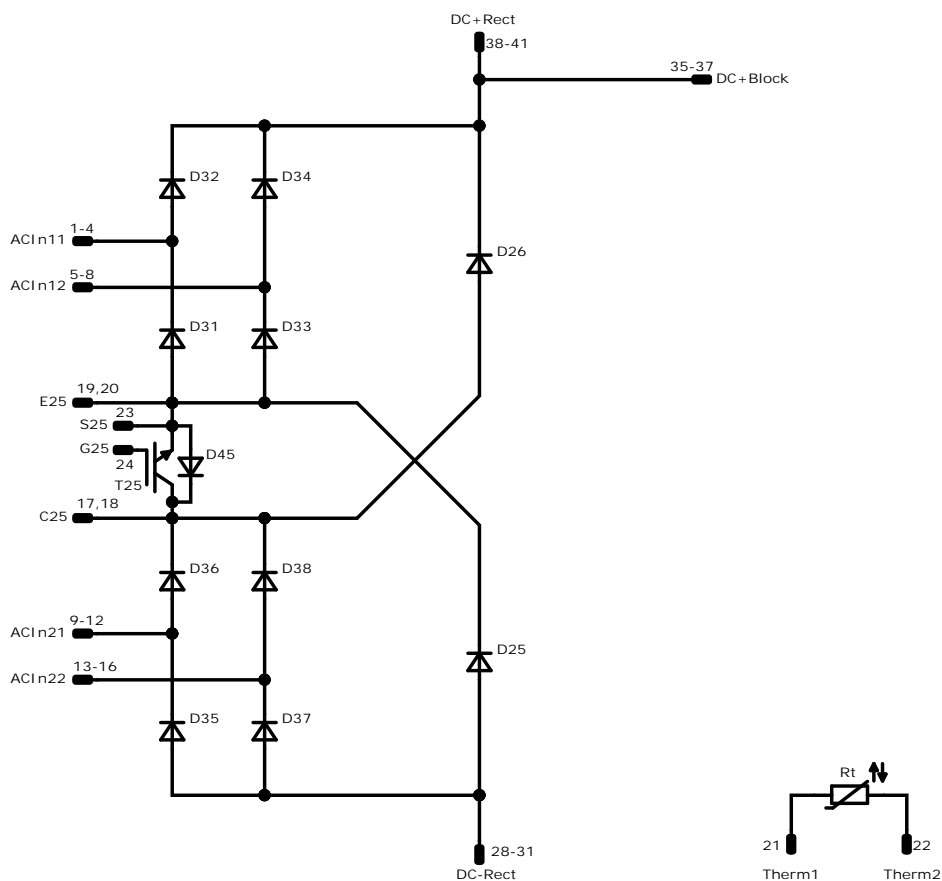 DC+Rect
38-41
35-37
DC+Block
D32
D34
1-4
ACIn11
D26
5-8
ACIn12
D31
D33
19,20
E25
23
S25
G25
24
D45
T25
17,18
C25
D36
D38
9-12
ACIn21
D25
13-16
ACIn22
D35
D37
Rt
28-31
DC-Rect
21
22
Therm1
Therm2